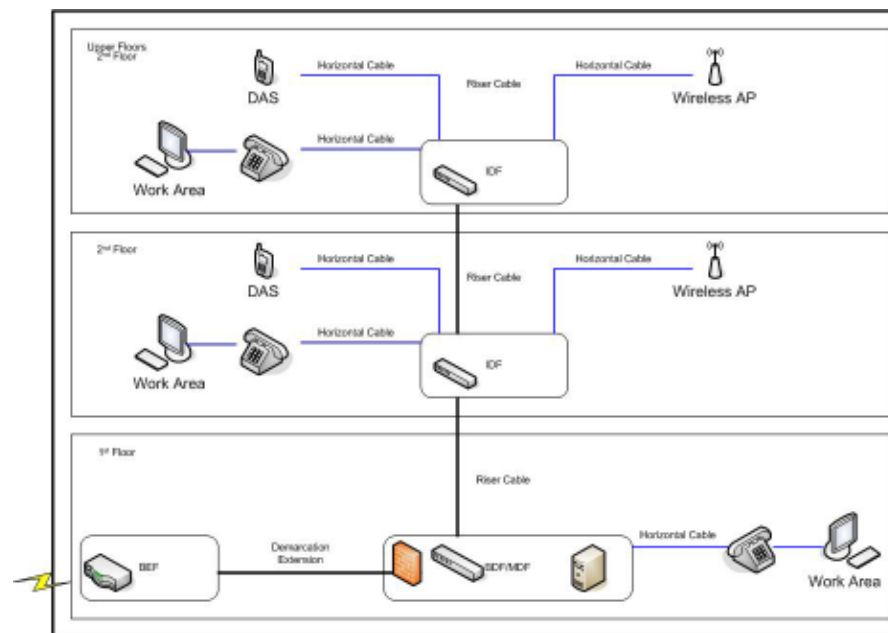 Upper Floors
2nd Floor
Horizontal Cable
Riser Cable
Horizontal Cable
DAS
Wireless AP
Horizontal Cable
IDF
Work Area
2nd Floor
Horizontal Cable
Riser Cable
Horizontal Cable
DAS
Wireless AP
Horizontal Cable
IDF
Work Area
1st Floor
Riser Cable
Demarcation
Extension
Horizontal Cable
BEF
BDF/MDF
Work Area